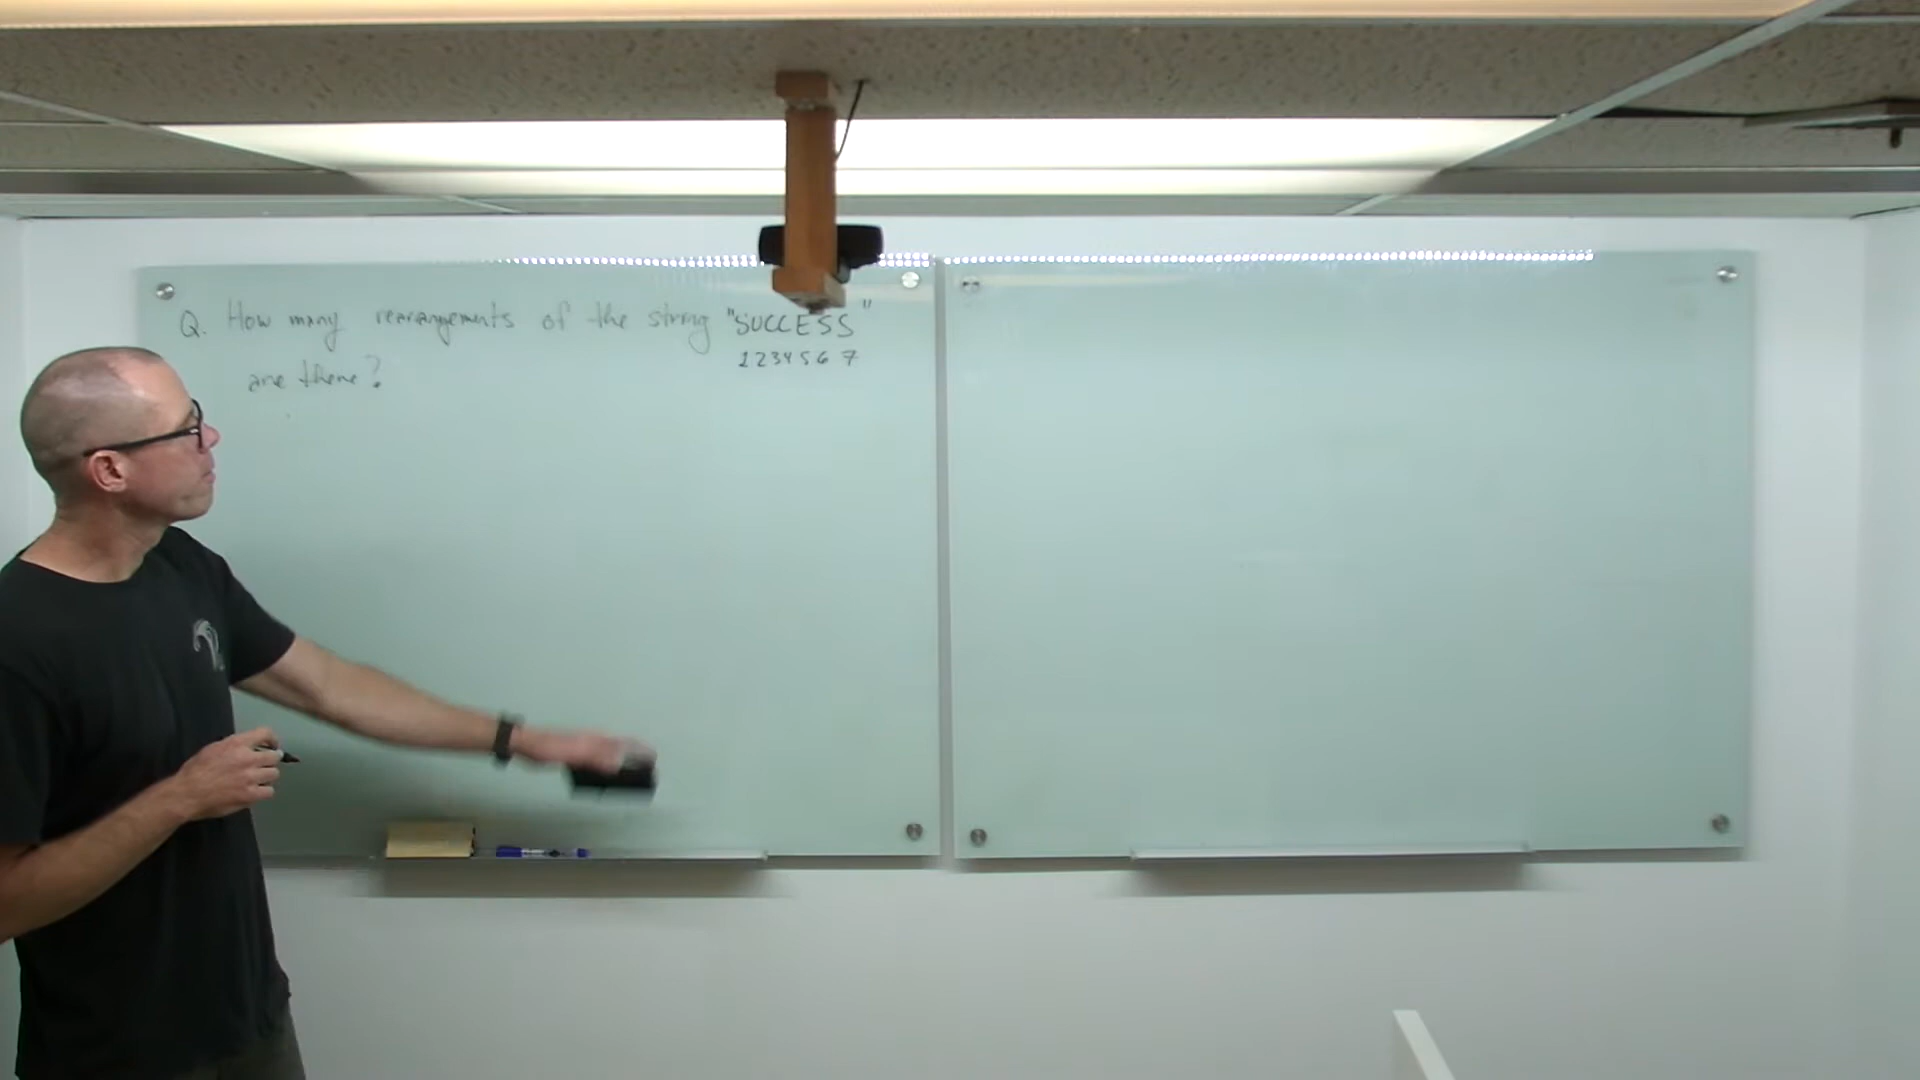 Q. How many rearrangements of the string "SUCCESS"
1 2 3 4 5 6 7
are there?